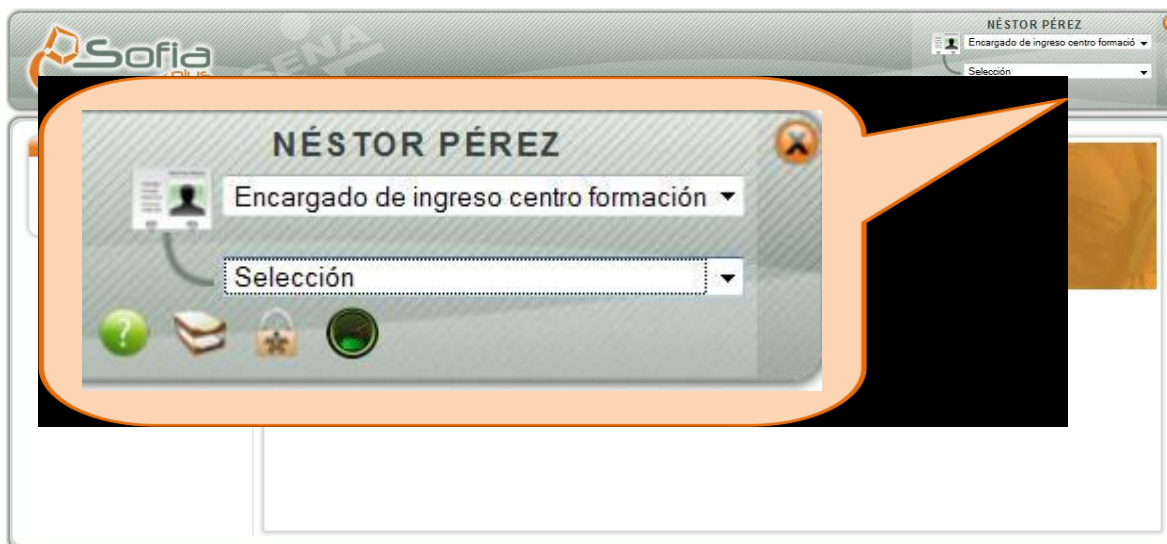 Sofia
plus
SENA
NÉSTOR PÉREZ
Encargado de ingreso centro formació
Selección
NÉSTOR PÉREZ
Encargado de ingreso centro formación
Selección